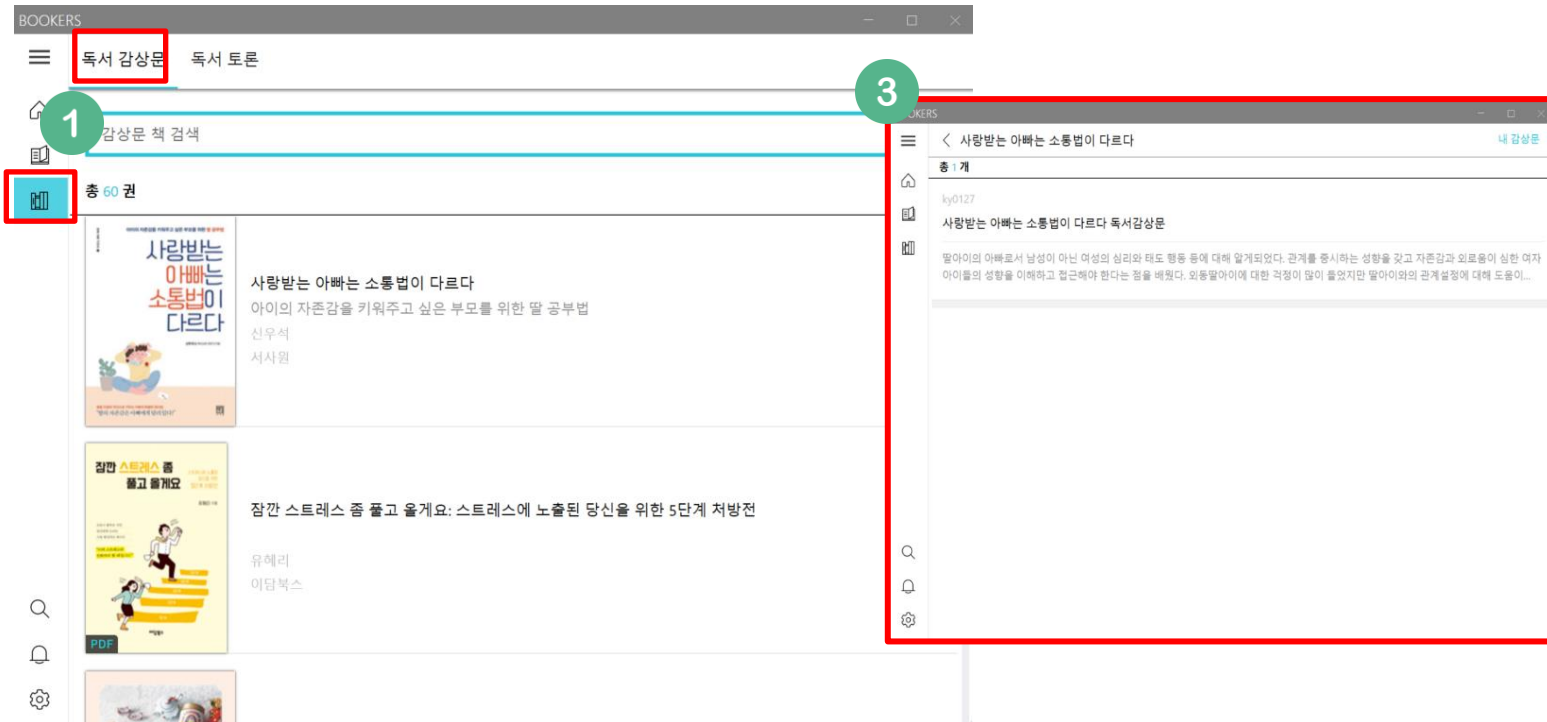 BOOKERS
독서 감상문 독서 토론
1
감상문 책 검색
총 60 권
사랑받는
아빠는
소통법이
다르다
사랑받는 아빠는 소통법이 다르다
아이의 자존감을 키워주고 싶은 부모를 위한 딸 공부법
신우석
서사원
잠깐 스트레스 좀
풀고 올게요
PDF
잠깐 스트레스 좀 풀고 올게요: 스트레스에 노출된 당신을 위한 5단계 처방전
유혜리
이담북스
3
사랑받는 아빠는 소통법이 다르다
내 감상문
총 1 개
ky0127
사랑받는 아빠는 소통법이 다르다 독서감상문
딸아이의 아빠로서 남성이 아닌 여성의 심리와 태도 행동 등에 대해 알게되었다. 관계를 중시하는 성향을 갖고 자존감과 외로움이 심한 여자
아이들의 성향을 이해하고 접근해야 한다는 점을 배웠다. 외동딸아이에 대한 걱정이 많이 들었지만 딸아이와의 관계설정에 대해 도움이...